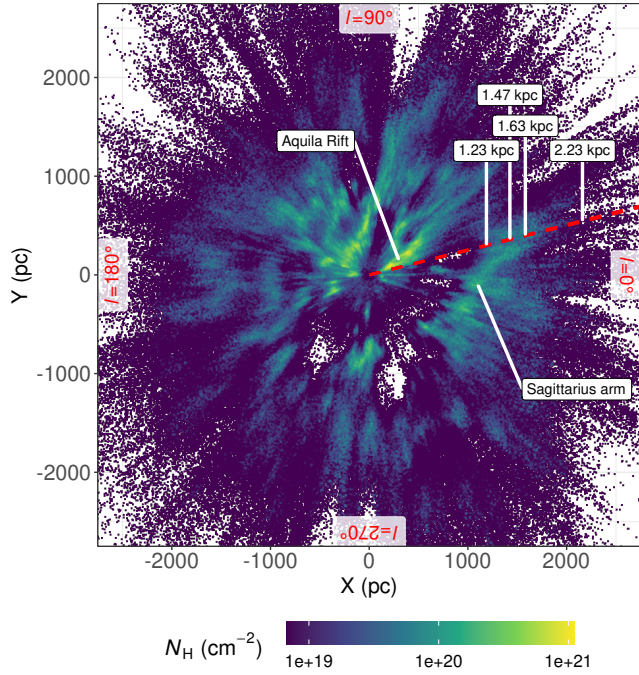 l=90°
2000
1.47 kpc
1.63 kpc
Aquila Rift
1.23 kpc
2.23 kpc
1000
Y (pc)
l=180°
0
l=0°
-1000
Sagittarius arm
-2000
l=270°
-2000
-1000
0
1000
2000
X (pc)
N_H (cm⁻²)
1e+19
1e+20
1e+21